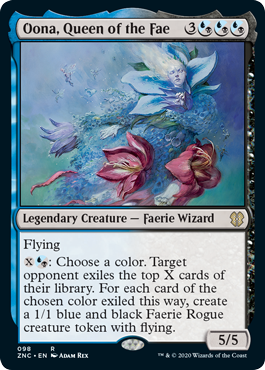 Oona, Queen of the Fae 3
Legendary Creature — Faerie Wizard
Flying
X : Choose a color. Target
opponent exiles the top X cards of
their library. For each card of the
chosen color exiled this way, create
a 1/1 blue and black Faerie Rogue
creature token with flying.
5/5
098 R
ZNC • EN ADAM REX ™ & © 2020 Wizards of the Coast